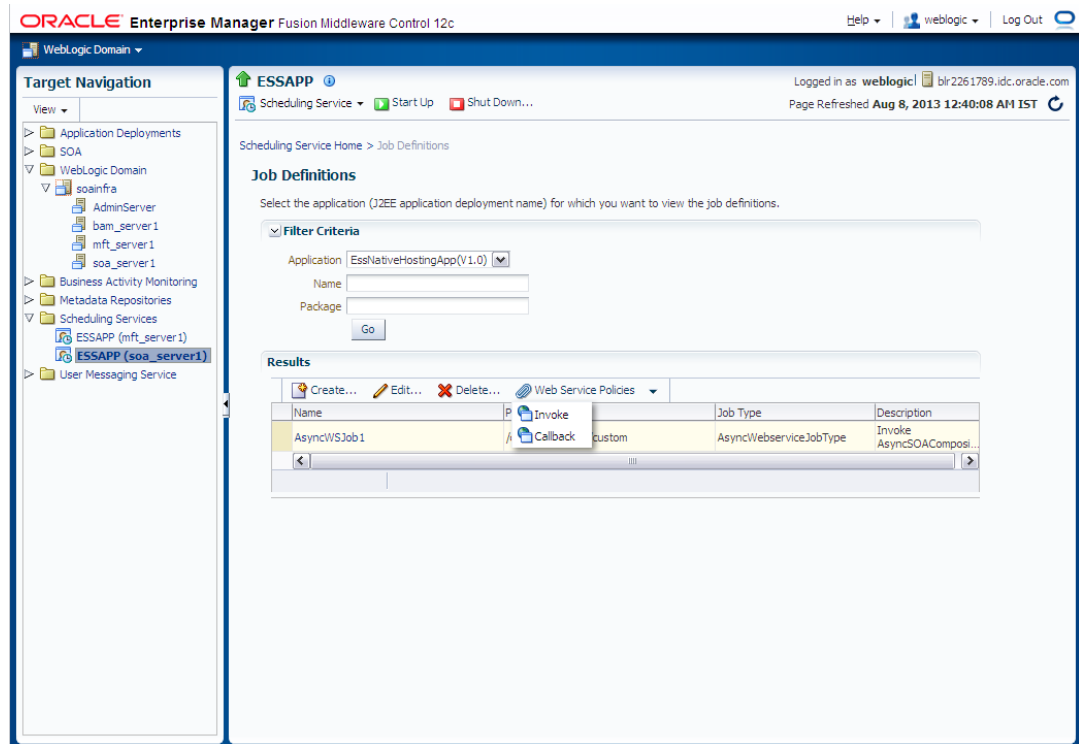 ORACLE Enterprise Manager Fusion Middleware Control 12c
Help weblogic Log Out
WebLogic Domain
Target Navigation
View
Application Deployments
SOA
WebLogic Domain
soainfra
AdminServer
bam_server1
mft_server1
soa_server1
Business Activity Monitoring
Metadata Repositories
Scheduling Services
ESSAPP (mft_server1)
ESSAPP (soa_server1)
User Messaging Service
ESSAPP
Logged in as weblogic blr2261789.idc.oracle.com
Scheduling Service Start Up Shut Down...
Page Refreshed Aug 8, 2013 12:40:08 AM IST
Scheduling Service Home > Job Definitions
Job Definitions
Select the application (J2EE application deployment name) for which you want to view the job definitions.
Filter Criteria
Application EssNativeHostingApp(V1.0)
Name
Package
Go
Results
Create... Edit... Delete... Web Service Policies
Name Job Type Description
Invoke
Callback
AsyncWSJob1 custom AsyncWebserviceJobType Invoke
AsyncSOAComposi...